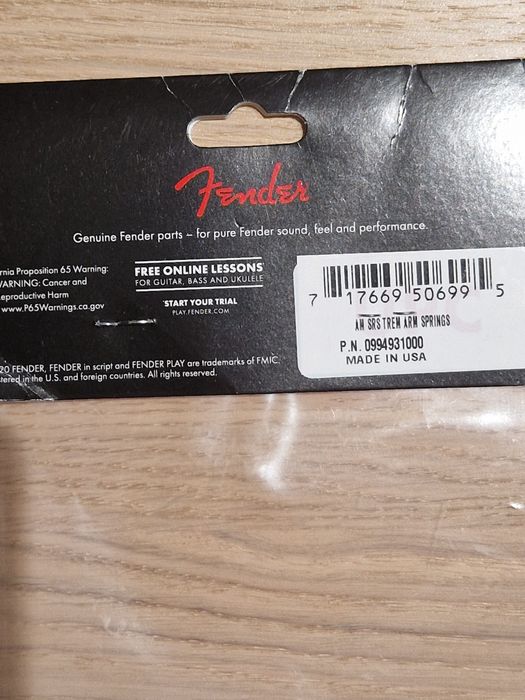 Fender
Genuine Fender parts – for pure Fender sound, feel and performance.
rnia Proposition 65 Warning:
WARNING: Cancer and
eproductive Harm
www.P65Warnings.ca.gov
FREE ONLINE LESSONS*
FOR GUITAR, BASS AND UKULELE
*START YOUR TRIAL
PLAY.FENDER.COM
7 17669 50699 5
AM SRS TREM ARM SPRINGS
P.N. 0994931000
MADE IN USA
20 FENDER, FENDER in script and FENDER PLAY are trademarks of FMIC.
stered in the U.S. and foreign countries. All rights reserved.